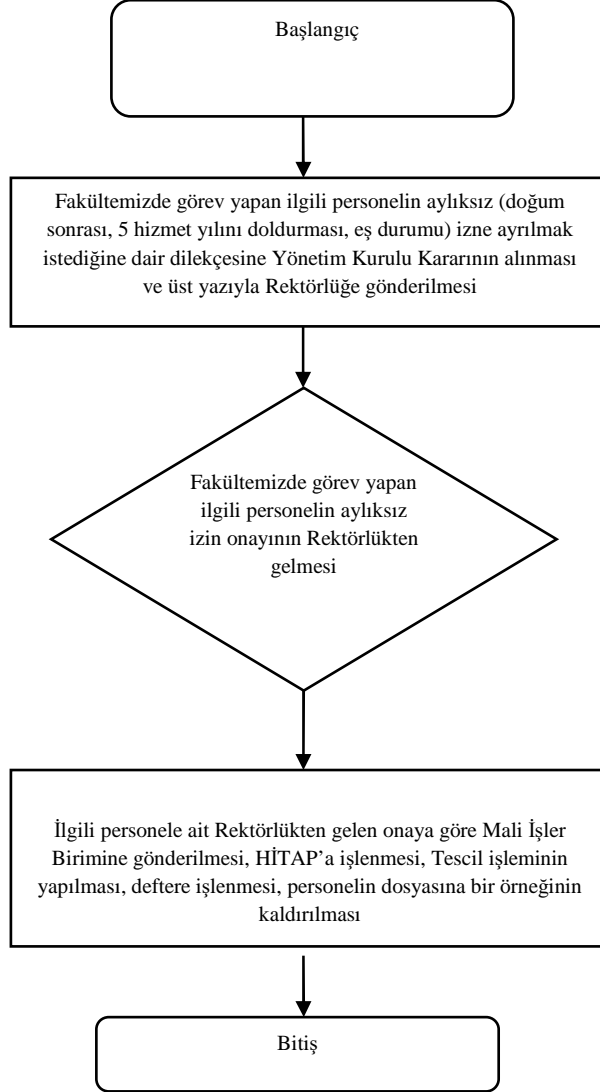 Başlangıç
Fakültemizde görev yapan ilgili personelin aylıksız (doğum
sonrası, 5 hizmet yılını doldurması, eş durumu) izne ayrılmak
istediğine dair dilekçesine Yönetim Kurulu Kararının alınması
ve üst yazıyla Rektörlüğe gönderilmesi
Fakültemizde görev yapan
ilgili personelin aylıksız
izin onayının Rektörlükten
gelmesi
İlgili personele ait Rektörlükten gelen onaya göre Mali İşler
Birimine gönderilmesi, HİTAP’a işlenmesi, Tescil işleminin
yapılması, deftere işlenmesi, personelin dosyasına bir örneğinin
kaldırılması
Bitiş